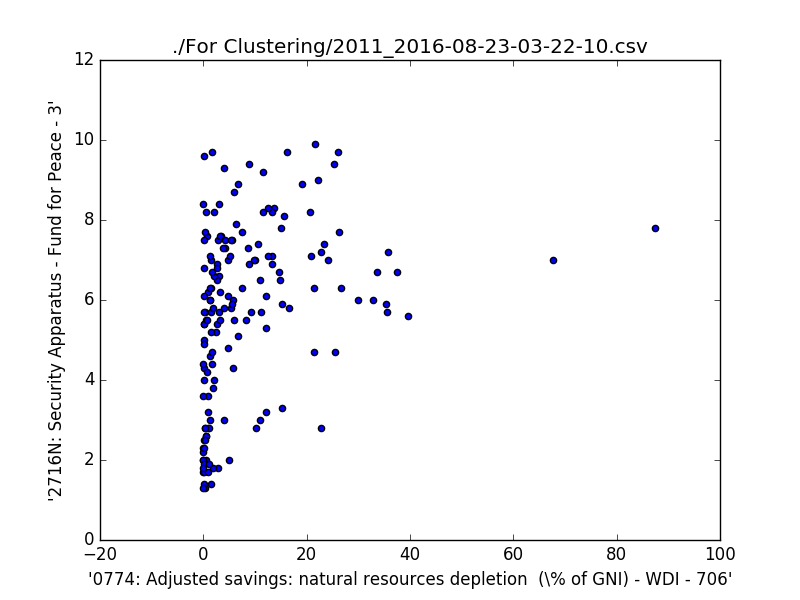 ./For Clustering/2011_2016-08-23-03-22-10.csv
12
10
8
6
4
2
0
'2716N: Security Apparatus - Fund for Peace - 3'
−20 0 20 40 60 80 100
'0774: Adjusted savings: natural resources depletion  (\% of GNI) - WDI - 706'